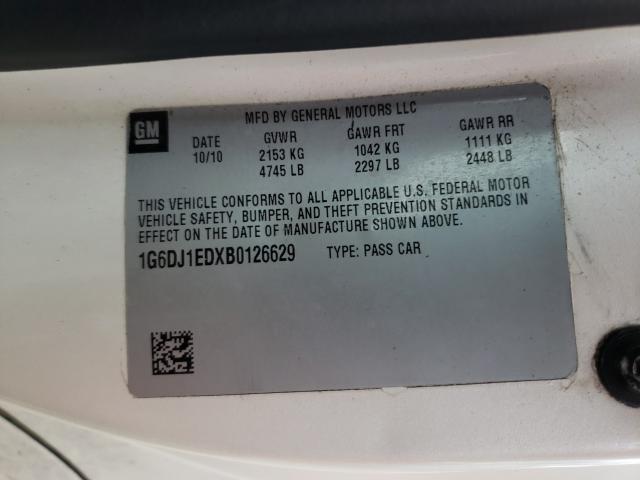 MFD BY GENERAL MOTORS LLC
GM
DATE GVWR GAWR FRT GAWR RR
10/10 2153 KG 1042 KG 1111 KG
4745 LB 2297 LB 2448 LB
THIS VEHICLE CONFORMS TO ALL APPLICABLE U.S. FEDERAL MOTOR
VEHICLE SAFETY, BUMPER, AND THEFT PREVENTION STANDARDS IN
EFFECT ON THE DATE OF MANUFACTURE SHOWN ABOVE.
1G6DJ1EDXB0126629 TYPE: PASS CAR